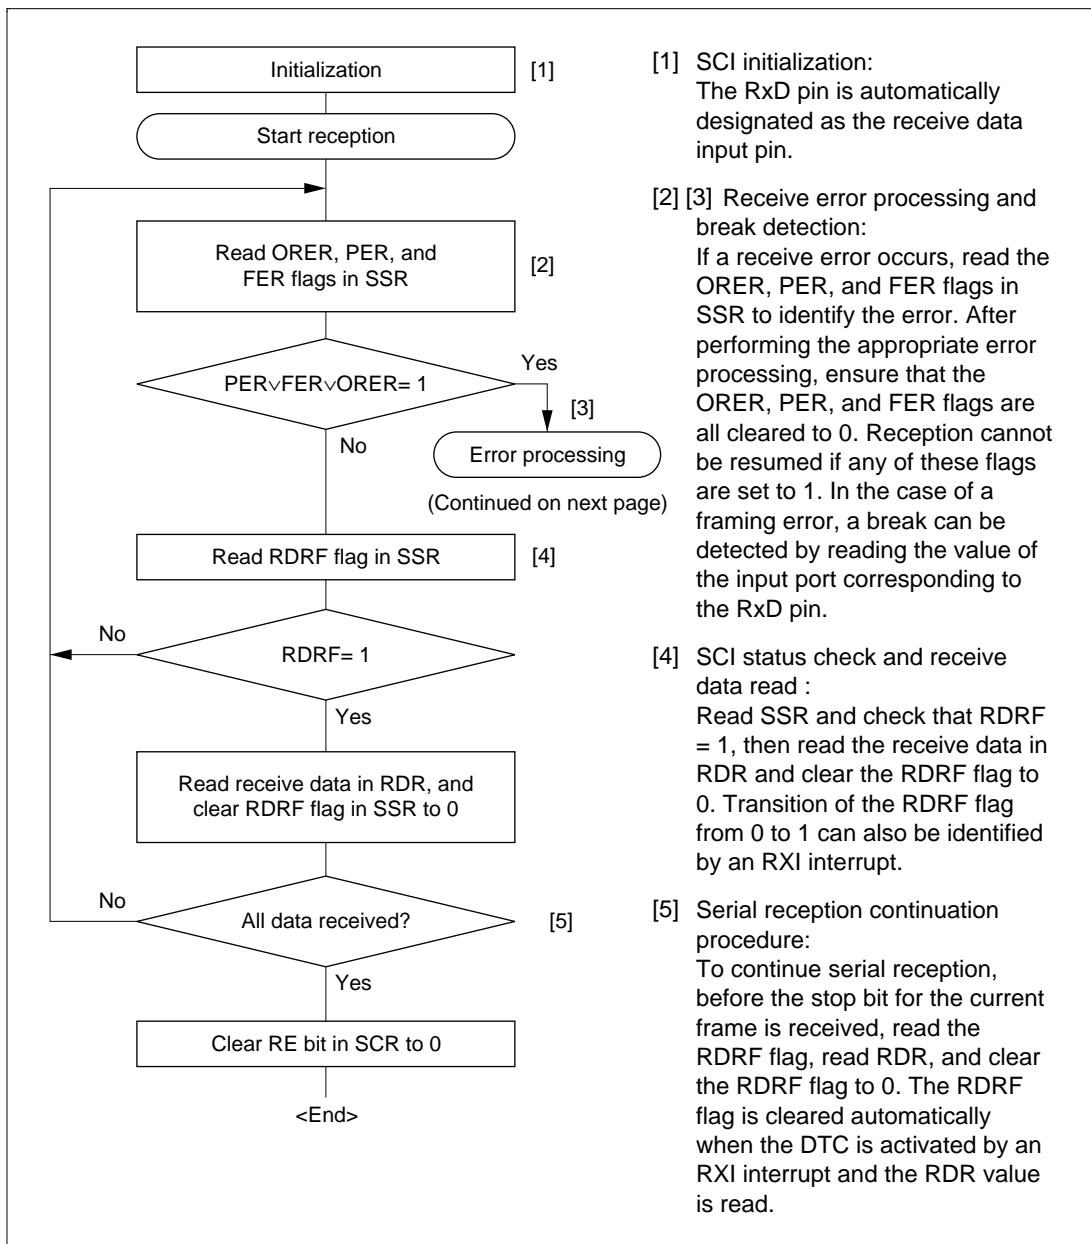 Initialization
[1]
Start reception
Read ORER, PER, and
FER flags in SSR
[2]
PER∨FER∨ORER= 1
Yes
[3]
No
Error processing
(Continued on next page)
Read RDRF flag in SSR
[4]
No
RDRF= 1
Yes
Read receive data in RDR, and
clear RDRF flag in SSR to 0
No
All data received?
[5]
Yes
Clear RE bit in SCR to 0
<End>
[1] SCI initialization:
The RxD pin is automatically
designated as the receive data
input pin.
[2] [3] Receive error processing and
break detection:
If a receive error occurs, read the
ORER, PER, and FER flags in
SSR to identify the error. After
performing the appropriate error
processing, ensure that the
ORER, PER, and FER flags are
all cleared to 0. Reception cannot
be resumed if any of these flags
are set to 1. In the case of a
framing error, a break can be
detected by reading the value of
the input port corresponding to
the RxD pin.
[4] SCI status check and receive
data read :
Read SSR and check that RDRF
= 1, then read the receive data in
RDR and clear the RDRF flag to
0. Transition of the RDRF flag
from 0 to 1 can also be identified
by an RXI interrupt.
[5] Serial reception continuation
procedure:
To continue serial reception,
before the stop bit for the current
frame is received, read the
RDRF flag, read RDR, and clear
the RDRF flag to 0. The RDRF
flag is cleared automatically
when the DTC is activated by an
RXI interrupt and the RDR value
is read.